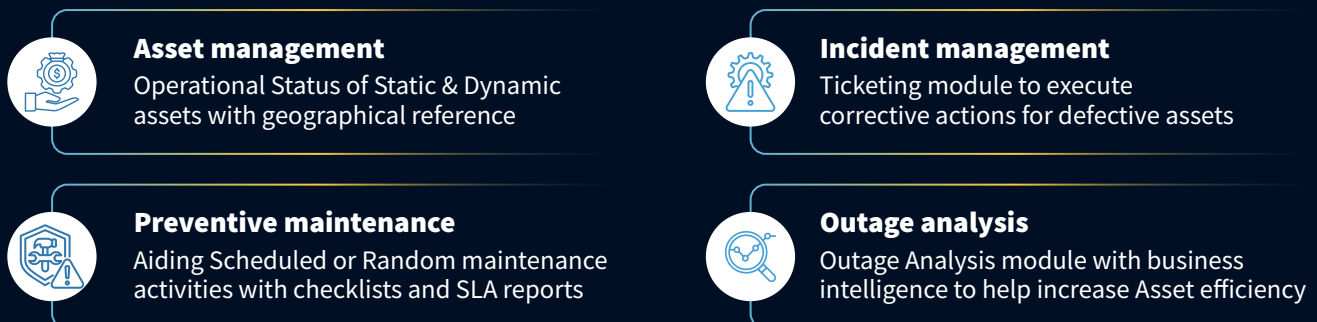 Asset management
Operational Status of Static & Dynamic
assets with geographical reference
Incident management
Ticketing module to execute
corrective actions for defective assets
Preventive maintenance
Aiding Scheduled or Random maintenance
activities with checklists and SLA reports
Outage analysis
Outage Analysis module with business
intelligence to help increase Asset efficiency